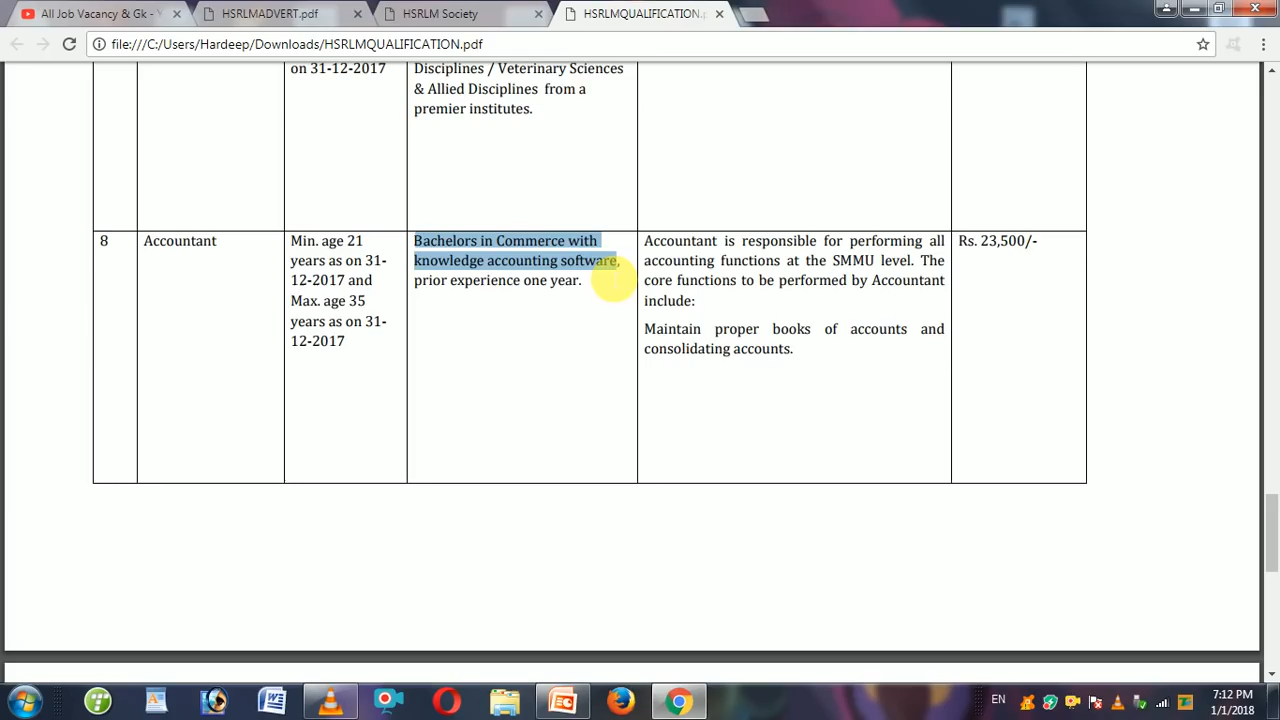 All Job Vacancy & Gk - Y
HSRLMADVERT.pdf
HSRLM Society
HSRLMQUALIFICATION.p
file:///C:/Users/Hardeep/Downloads/HSRLMQUALIFICATION.pdf
on 31-12-2017
Disciplines / Veterinary Sciences
& Allied Disciplines from a
premier institutes.
8
Accountant
Min. age 21
years as on 31-
12-2017 and
Max. age 35
years as on 31-
12-2017
Bachelors in Commerce with
knowledge accounting software,
prior experience one year.
Accountant is responsible for performing all
accounting functions at the SMMU level. The
core functions to be performed by Accountant
include:
Maintain proper books of accounts and
consolidating accounts.
Rs. 23,500/-
EN
7:12 PM
1/1/2018